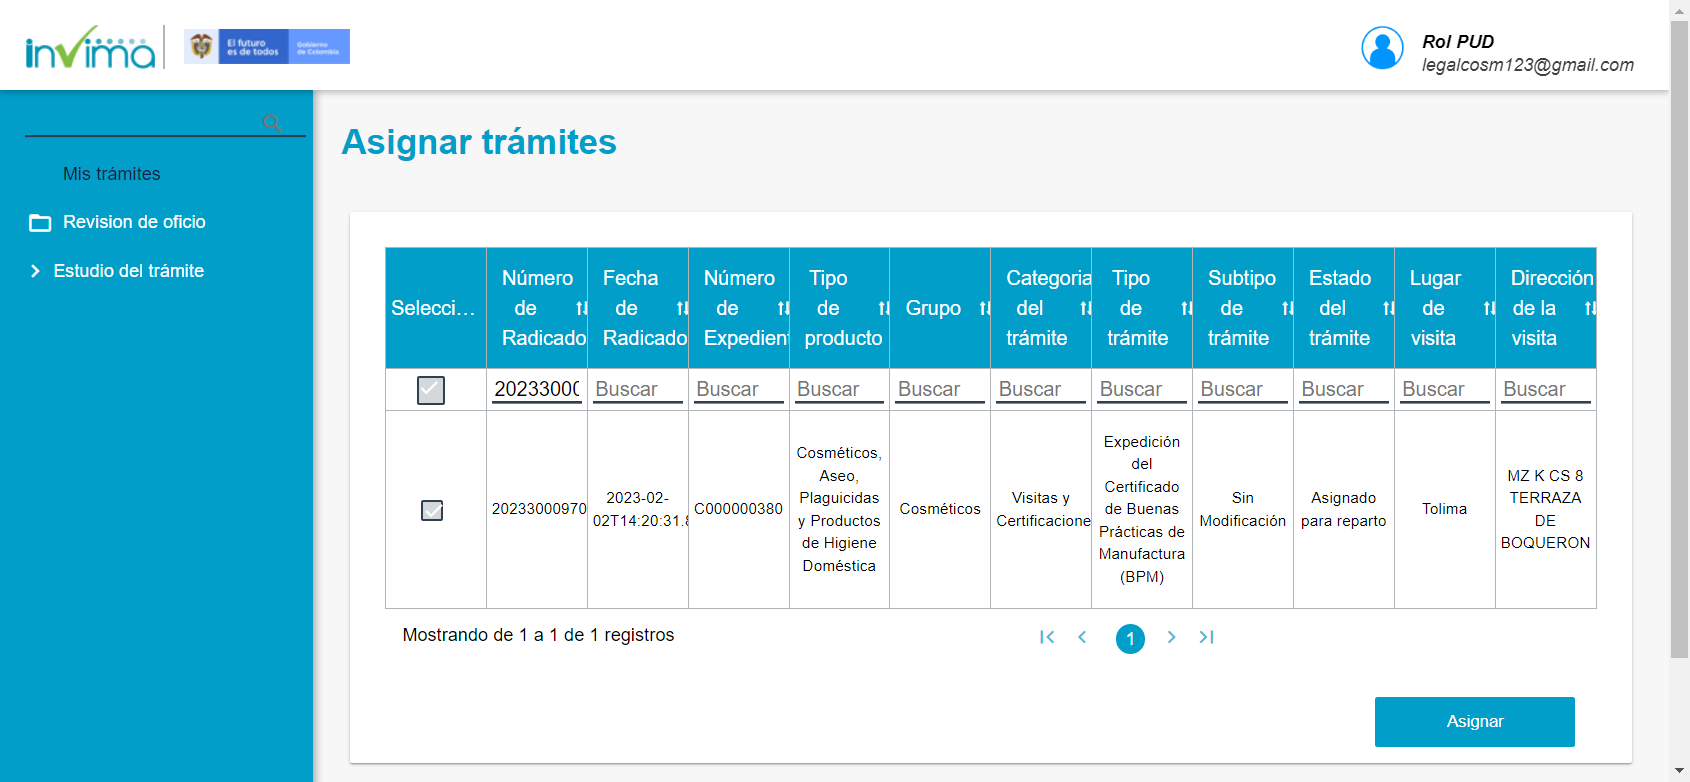 invima
El futuro
es de todos
Gobierno
de Colombia
Rol PUD
legalcosm123@gmail.com
Mis trámites
Revision de oficio
Estudio del trámite
Asignar trámites
Selecci...
Número de Radicado
Fecha de Radicado
Número de Expedient
Tipo de producto
Grupo
Categoria del trámite
Tipo de trámite
Subtipo de trámite
Estado del trámite
Lugar de visita
Dirección de la visita
2023300
Buscar
Buscar
Buscar
Buscar
Buscar
Buscar
Buscar
Buscar
Buscar
Buscar
20233000970
2023-02-
02T14:20:31.8
C000000380
Cosméticos,
Aseo,
Plaguicidas
y Productos
de Higiene
Doméstica
Cosméticos
Visitas y
Certificacione
Expedición
del
Certificado
de Buenas
Prácticas de
Manufactura
(BPM)
Sin
Modificación
Asignado
para reparto
Tolima
MZ K CS 8
TERRAZA
DE
BOQUERON
Mostrando de 1 a 1 de 1 registros
1
Asignar